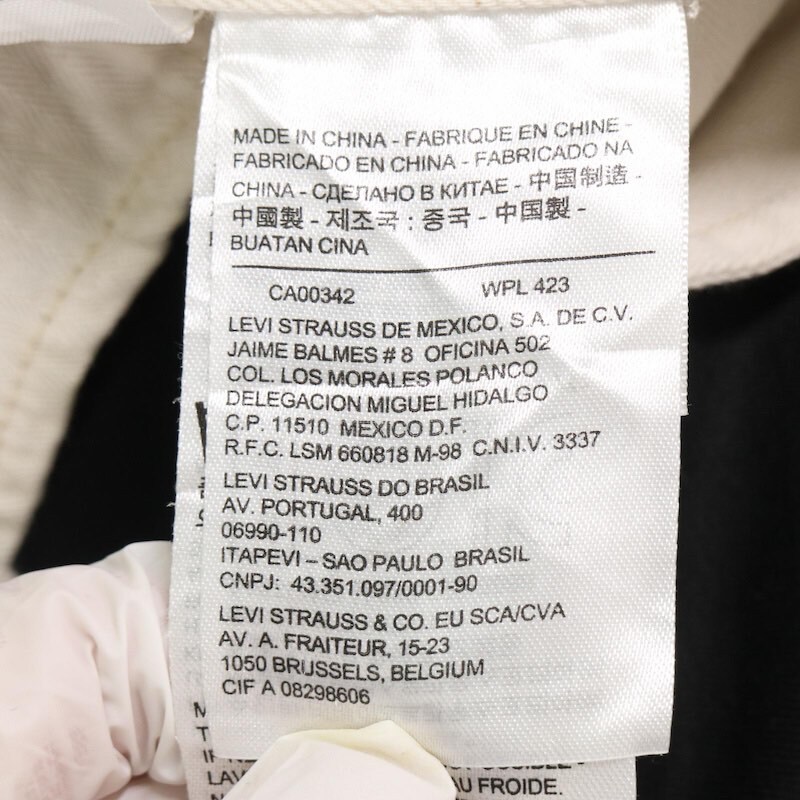 MADE IN CHINA - FABRIQUE EN CHINE -
FABRICADO EN CHINA - FABRICADO NA
CHINA - СДЕЛАНО В КИТАЕ - 中国制造 -
中國製 - 제조국 : 중국 - 中国製 -
BUATAN CINA
CA00342 WPL 423
LEVI STRAUSS DE MEXICO, S.A. DE C.V.
JAIME BALMES # 8 OFICINA 502
COL. LOS MORALES POLANCO
DELEGACION MIGUEL HIDALGO
C.P. 11510 MEXICO D.F.
R.F.C. LSM 660818 M-98 C.N.I.V. 3337
LEVI STRAUSS DO BRASIL
AV. PORTUGAL, 400
06990-110
ITAPEVI – SAO PAULO BRASIL
CNPJ: 43.351.097/0001-90
LEVI STRAUSS & CO. EU SCA/CVA
AV. A. FRAITEUR, 15-23
1050 BRUSSELS, BELGIUM
CIF A 08298606
AU FROIDE.